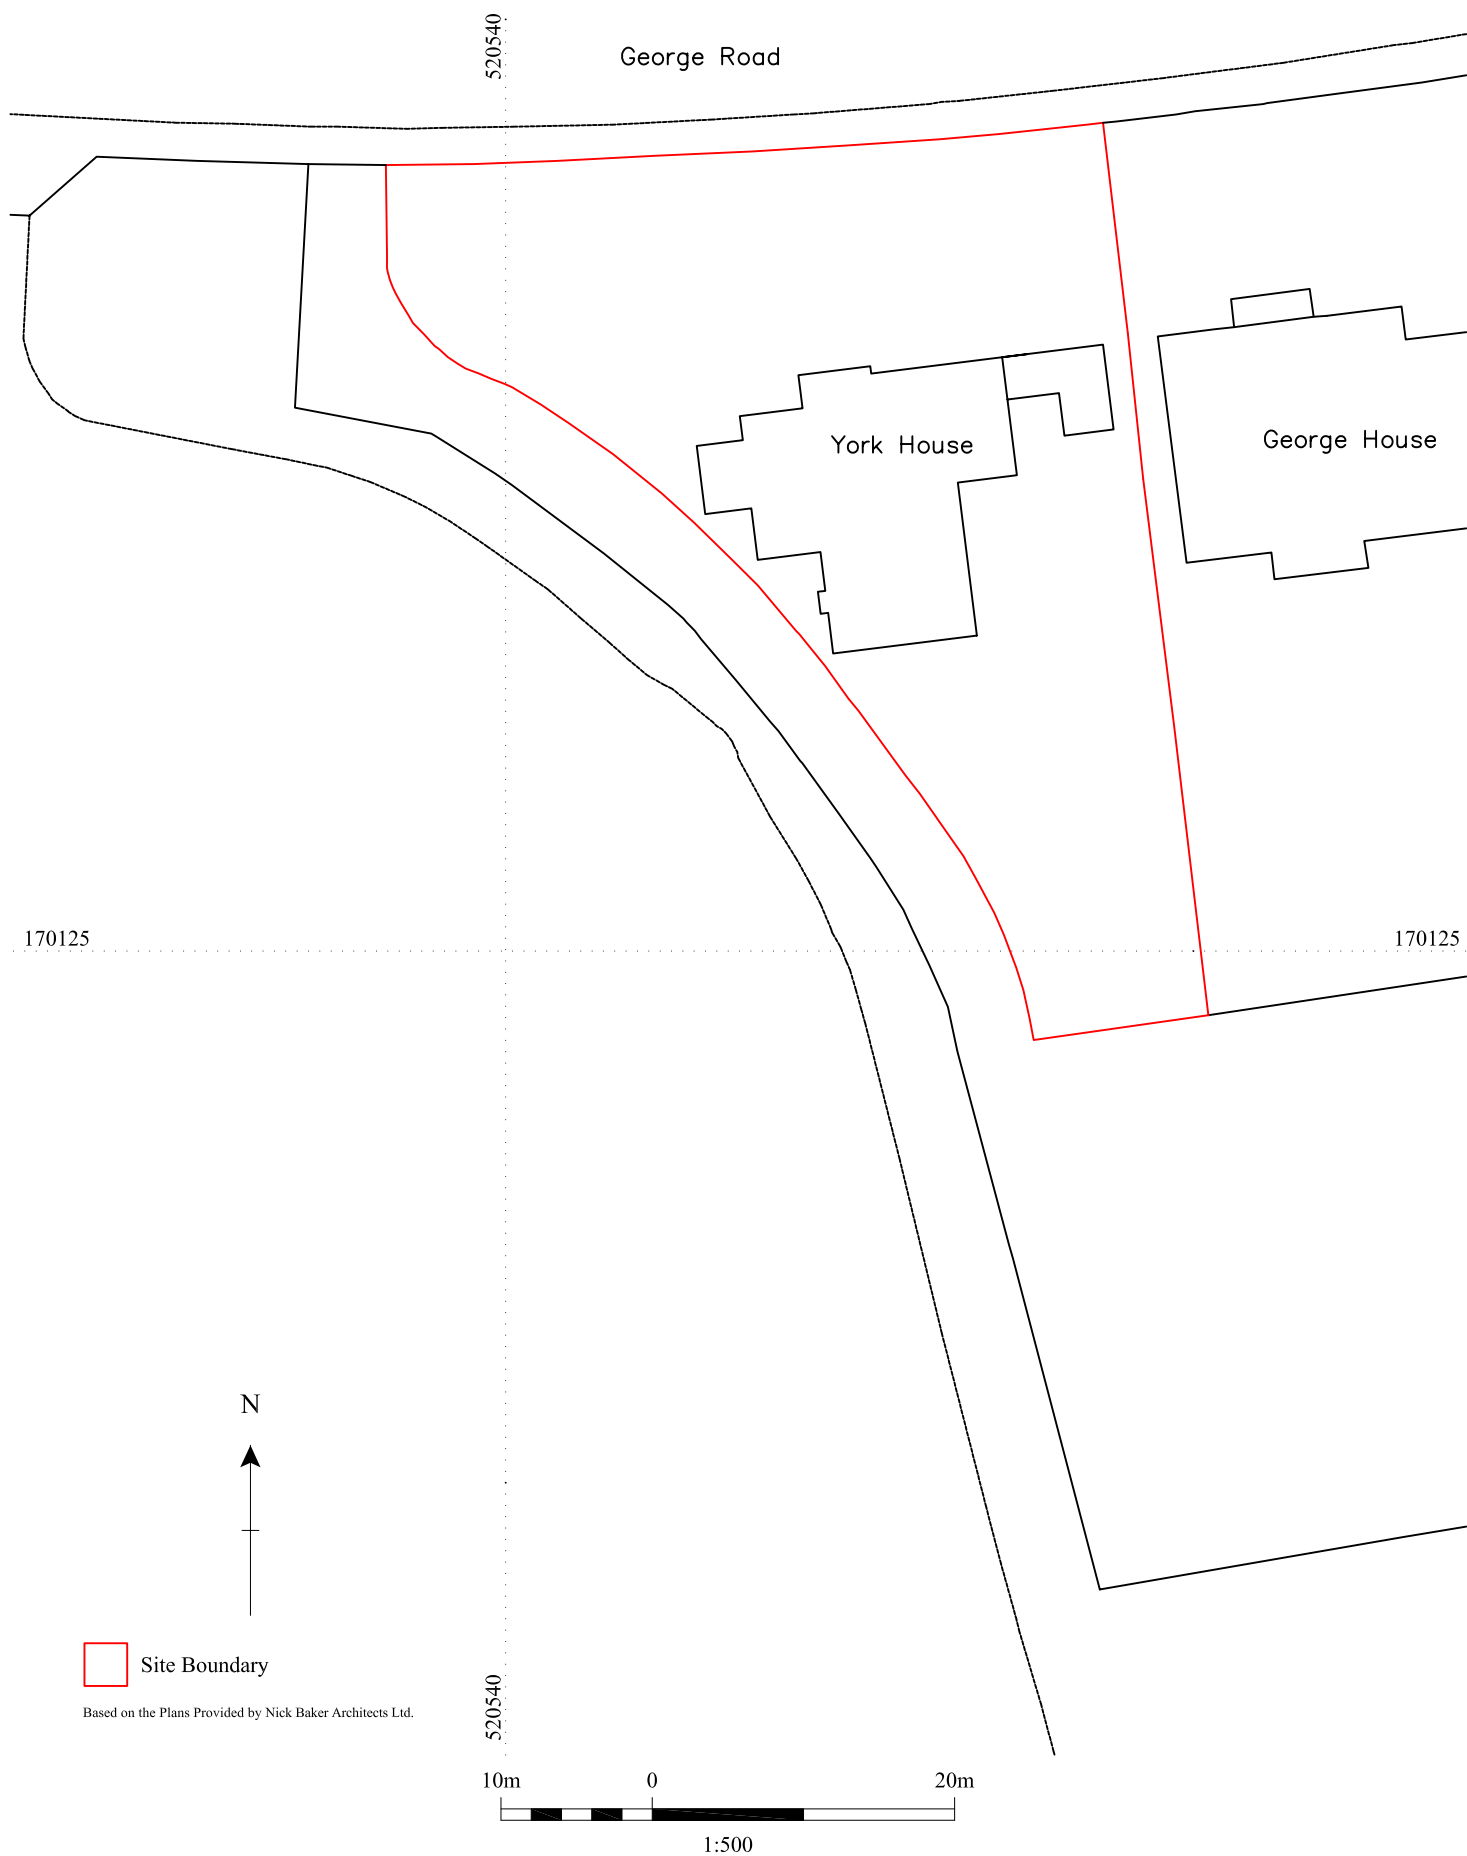 520540
George Road
York House
George House
170125
170125
N
Site Boundary
Based on the Plans Provided by Nick Baker Architects Ltd.
520540
10m 0 20m
1:500